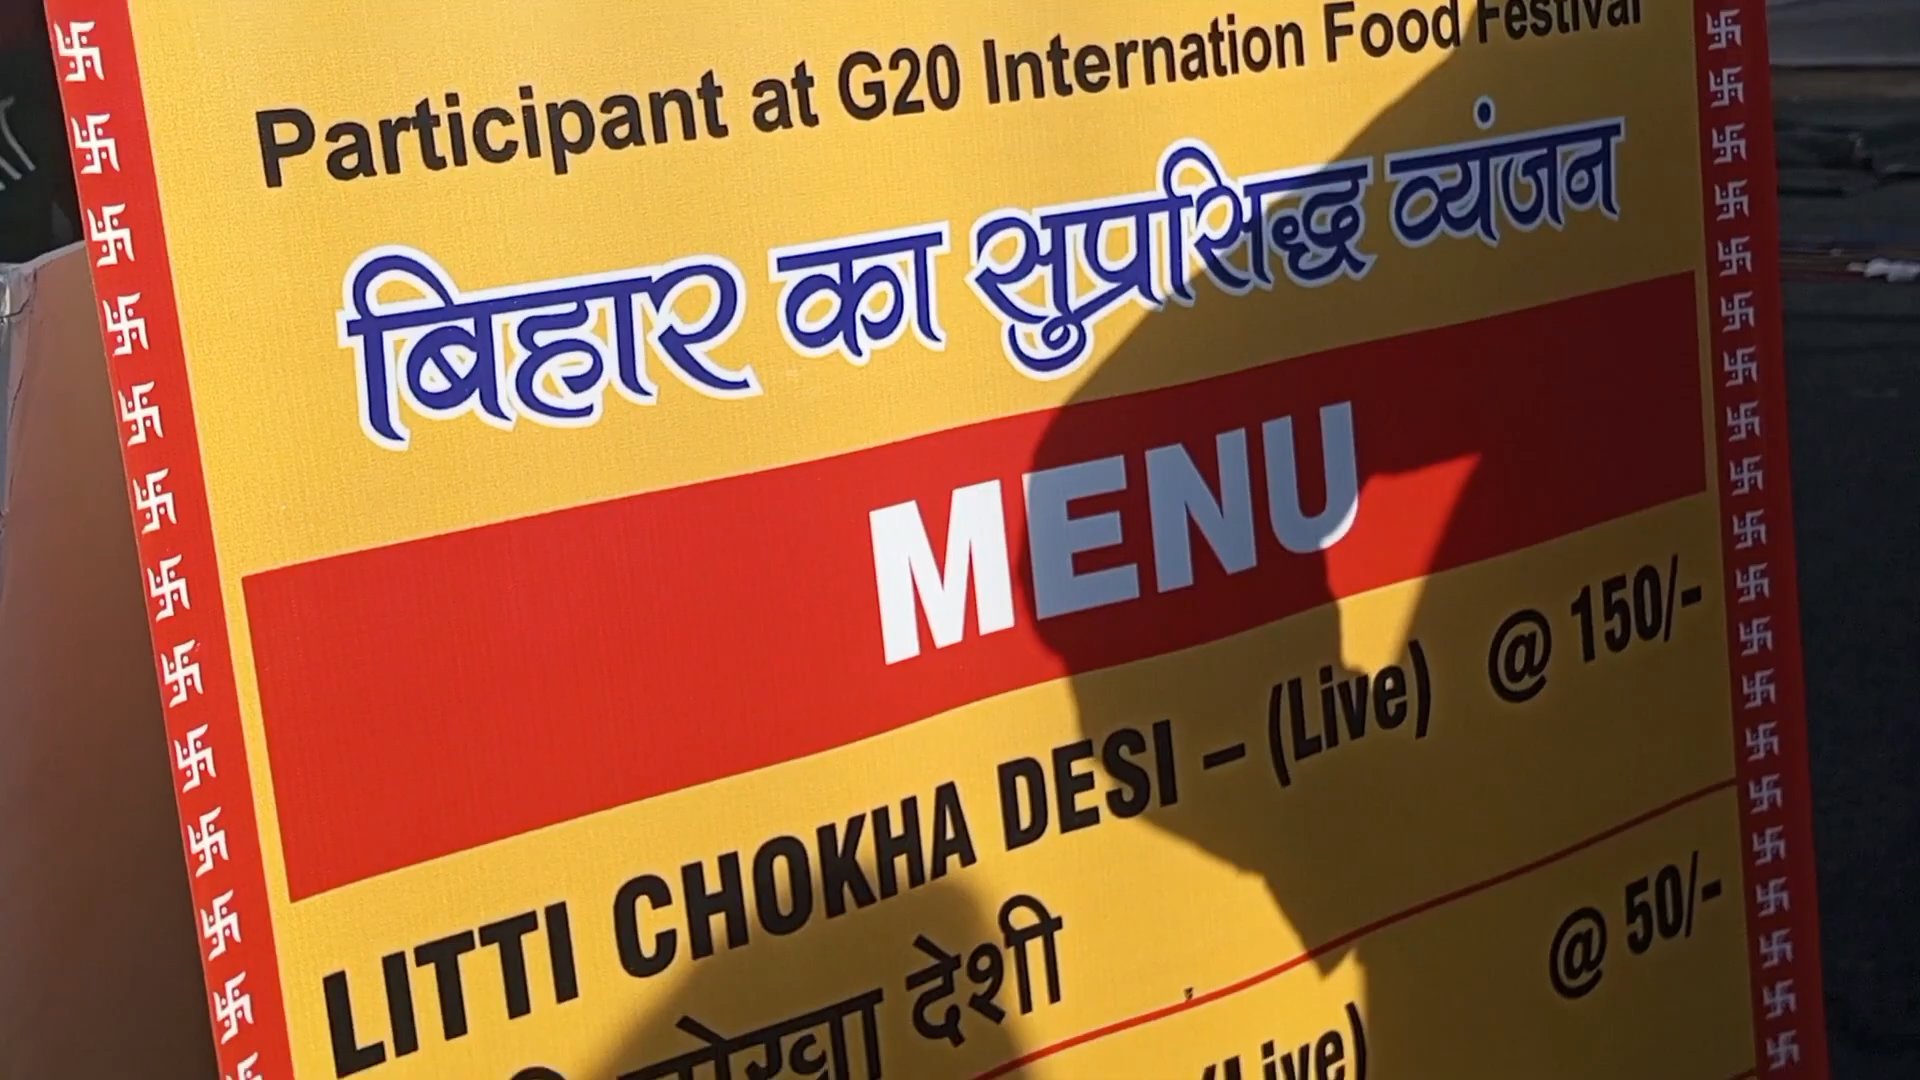 Participant at G20 Internation Food Festival
बिहार का सुप्रसिद्ध व्यंजन
MENU
LITTI CHOKHA DESI – (Live) @ 150/-
चोखा देशी
(Live) @ 50/-